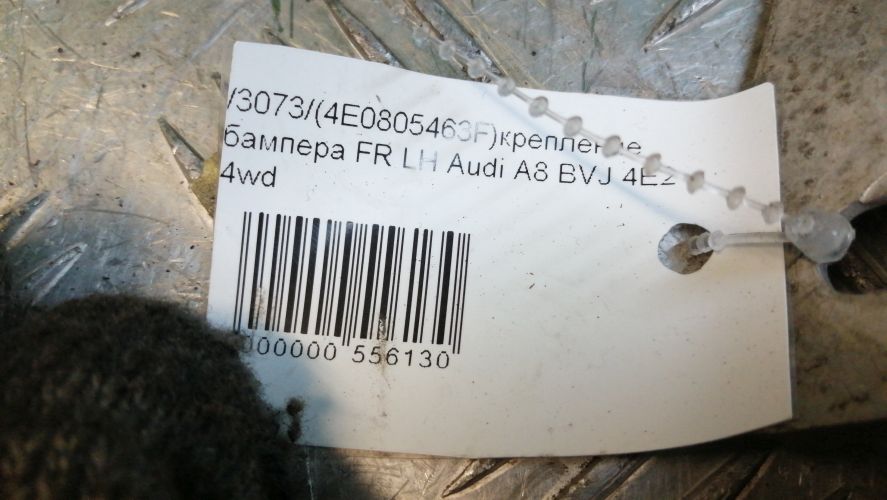 /3073/(4E0805463F)крепление
бампера FR LH Audi A8 BVJ 4E2
4wd
000000 556130